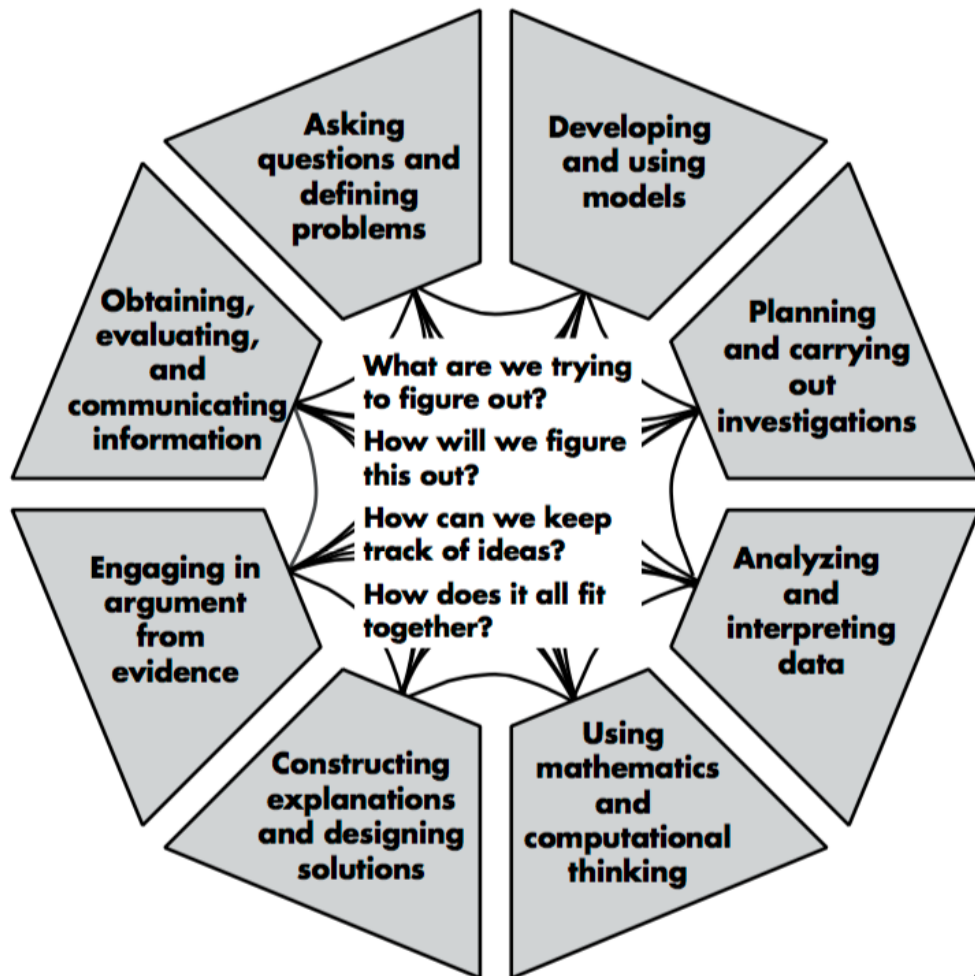 Asking
questions and
defining
problems
Developing
and using
models
Planning
and carrying
out
investigations
Analyzing
and
interpreting
data
Using
mathematics
and
computational
thinking
Constructing
explanations
and designing
solutions
Engaging in
argument
from
evidence
Obtaining,
evaluating,
and
communicating
information
What are we trying
to figure out?
How will we figure
this out?
How can we keep
track of ideas?
How does it all fit
together?